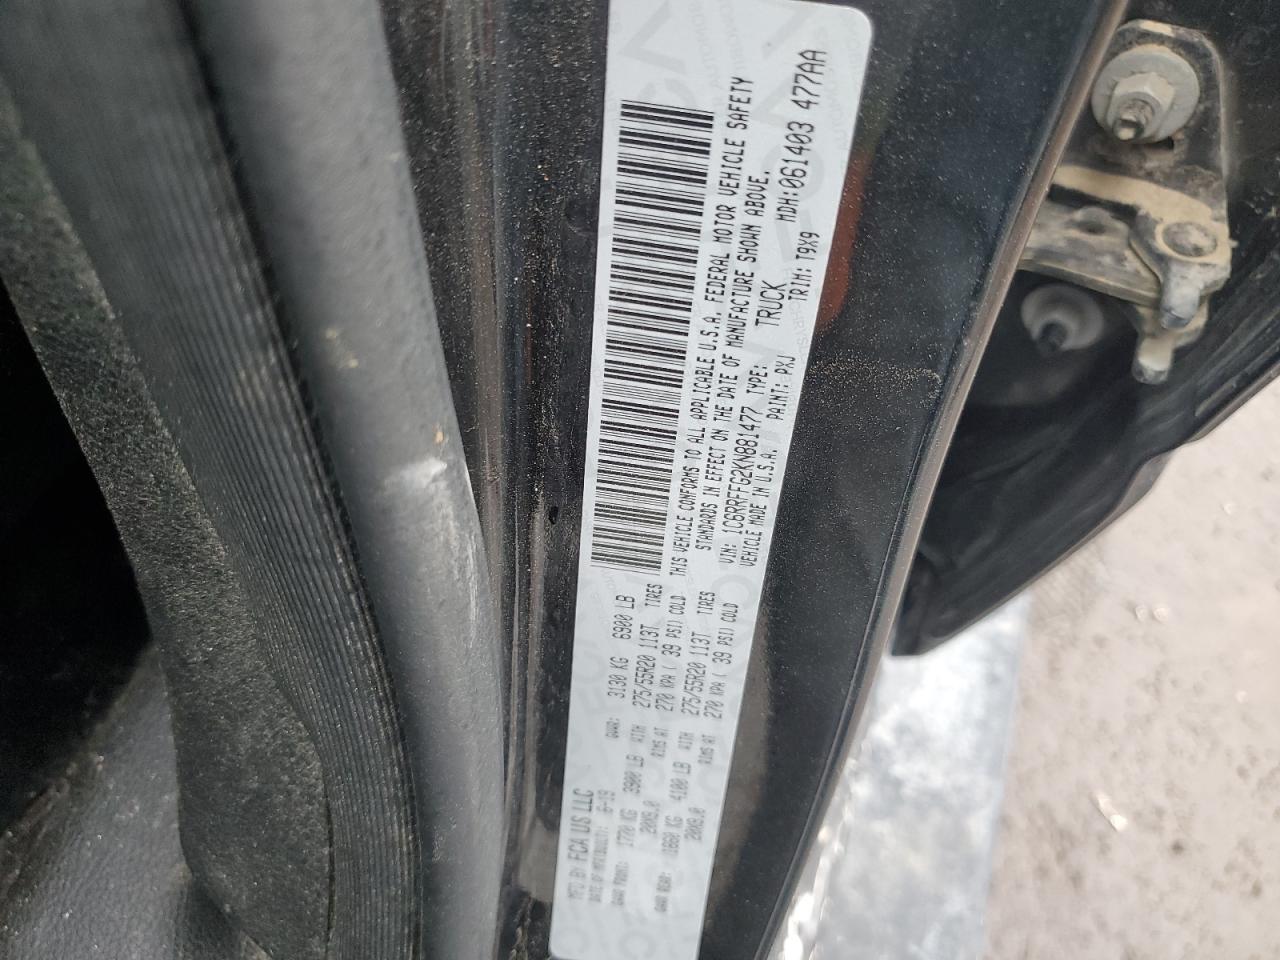 MFD BY: FCA US LLC
DATE OF MFR: 6-19 GVWR: 3130 KG 6900 LB
GAWR FRONT: 1770 KG 3900 LB WITH 275/55R20 113T TIRES
20X9.0 RIMS AT 270 KPA ( 39 PSI) COLD
GAWR REAR: 1860 KG 4100 LB WITH 275/55R20 113T TIRES
20X9.0 RIMS AT 270 KPA ( 39 PSI) COLD
THIS VEHICLE CONFORMS TO ALL APPLICABLE U.S.A. FEDERAL MOTOR VEHICLE SAFETY
STANDARDS IN EFFECT ON THE DATE OF MANUFACTURE SHOWN ABOVE.
VIN: 1C6RRFFG2KN881477 TYPE: TRUCK MDH:061403 477AA
VEHICLE MADE IN U.S.A. PAINT: PXJ TRIM: T9X9